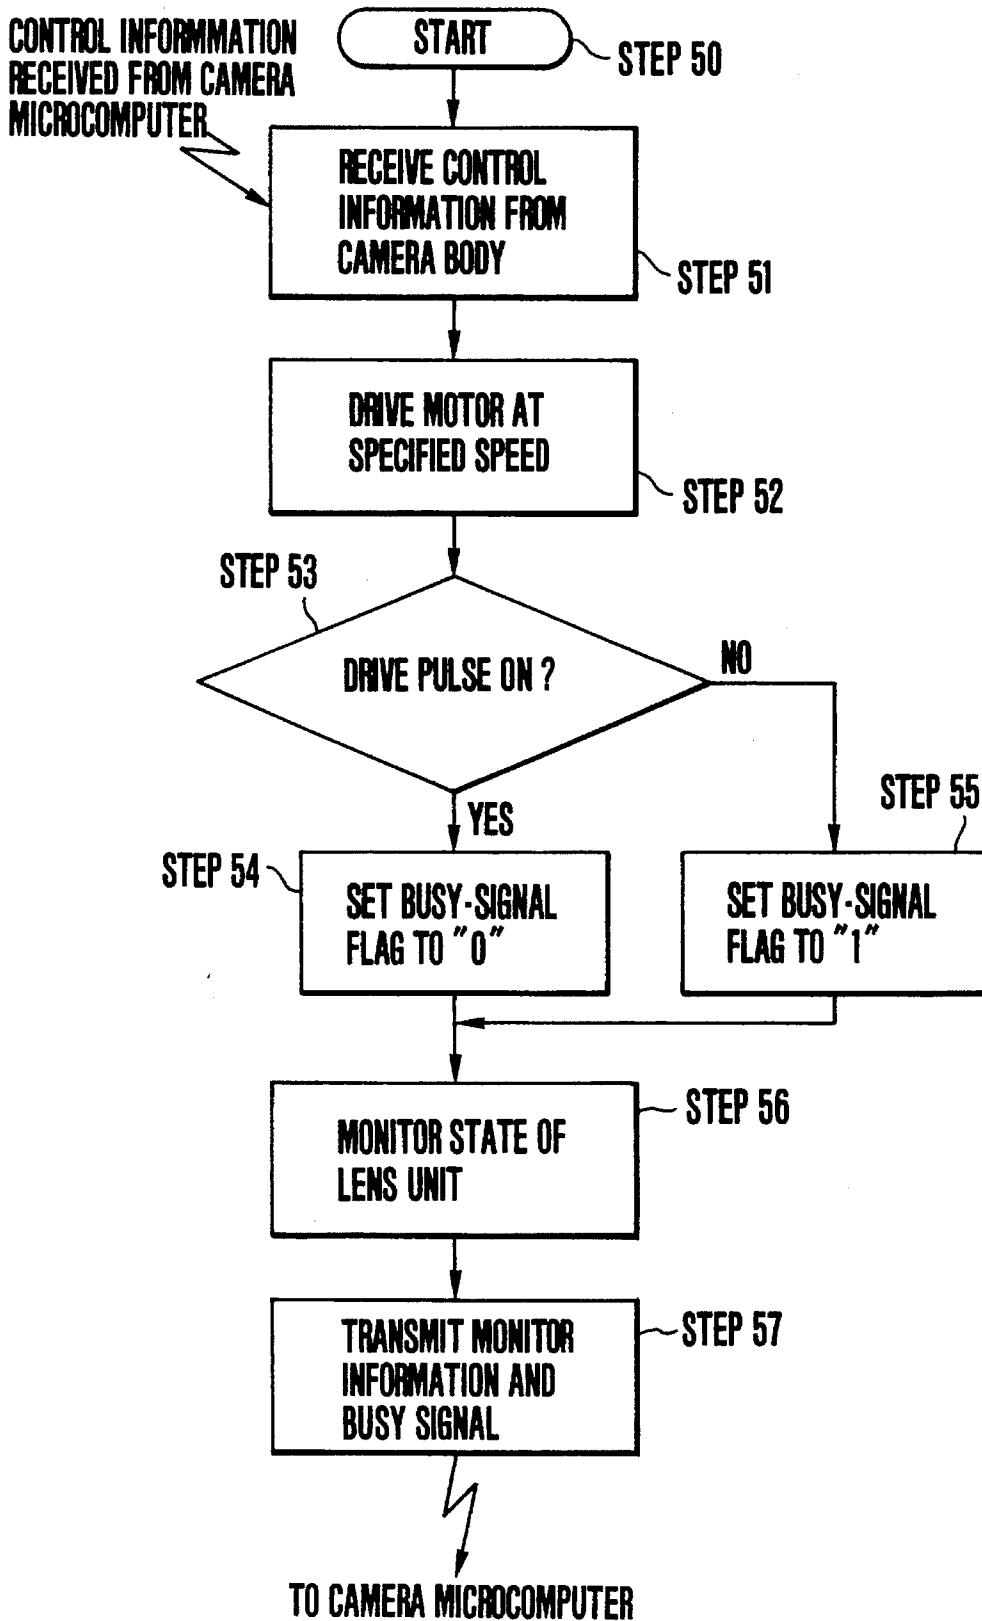 CONTROL INFORMMATION
RECEIVED FROM CAMERA
MICROCOMPUTER
START
STEP 50
RECEIVE CONTROL
INFORMATION FROM
CAMERA BODY
STEP 51
DRIVE MOTOR AT
SPECIFIED SPEED
STEP 52
STEP 53
DRIVE PULSE ON ?
NO
YES
STEP 54
SET BUSY-SIGNAL
FLAG TO "0"
STEP 55
SET BUSY-SIGNAL
FLAG TO "1"
STEP 56
MONITOR STATE OF
LENS UNIT
STEP 57
TRANSMIT MONITOR
INFORMATION AND
BUSY SIGNAL
TO CAMERA MICROCOMPUTER